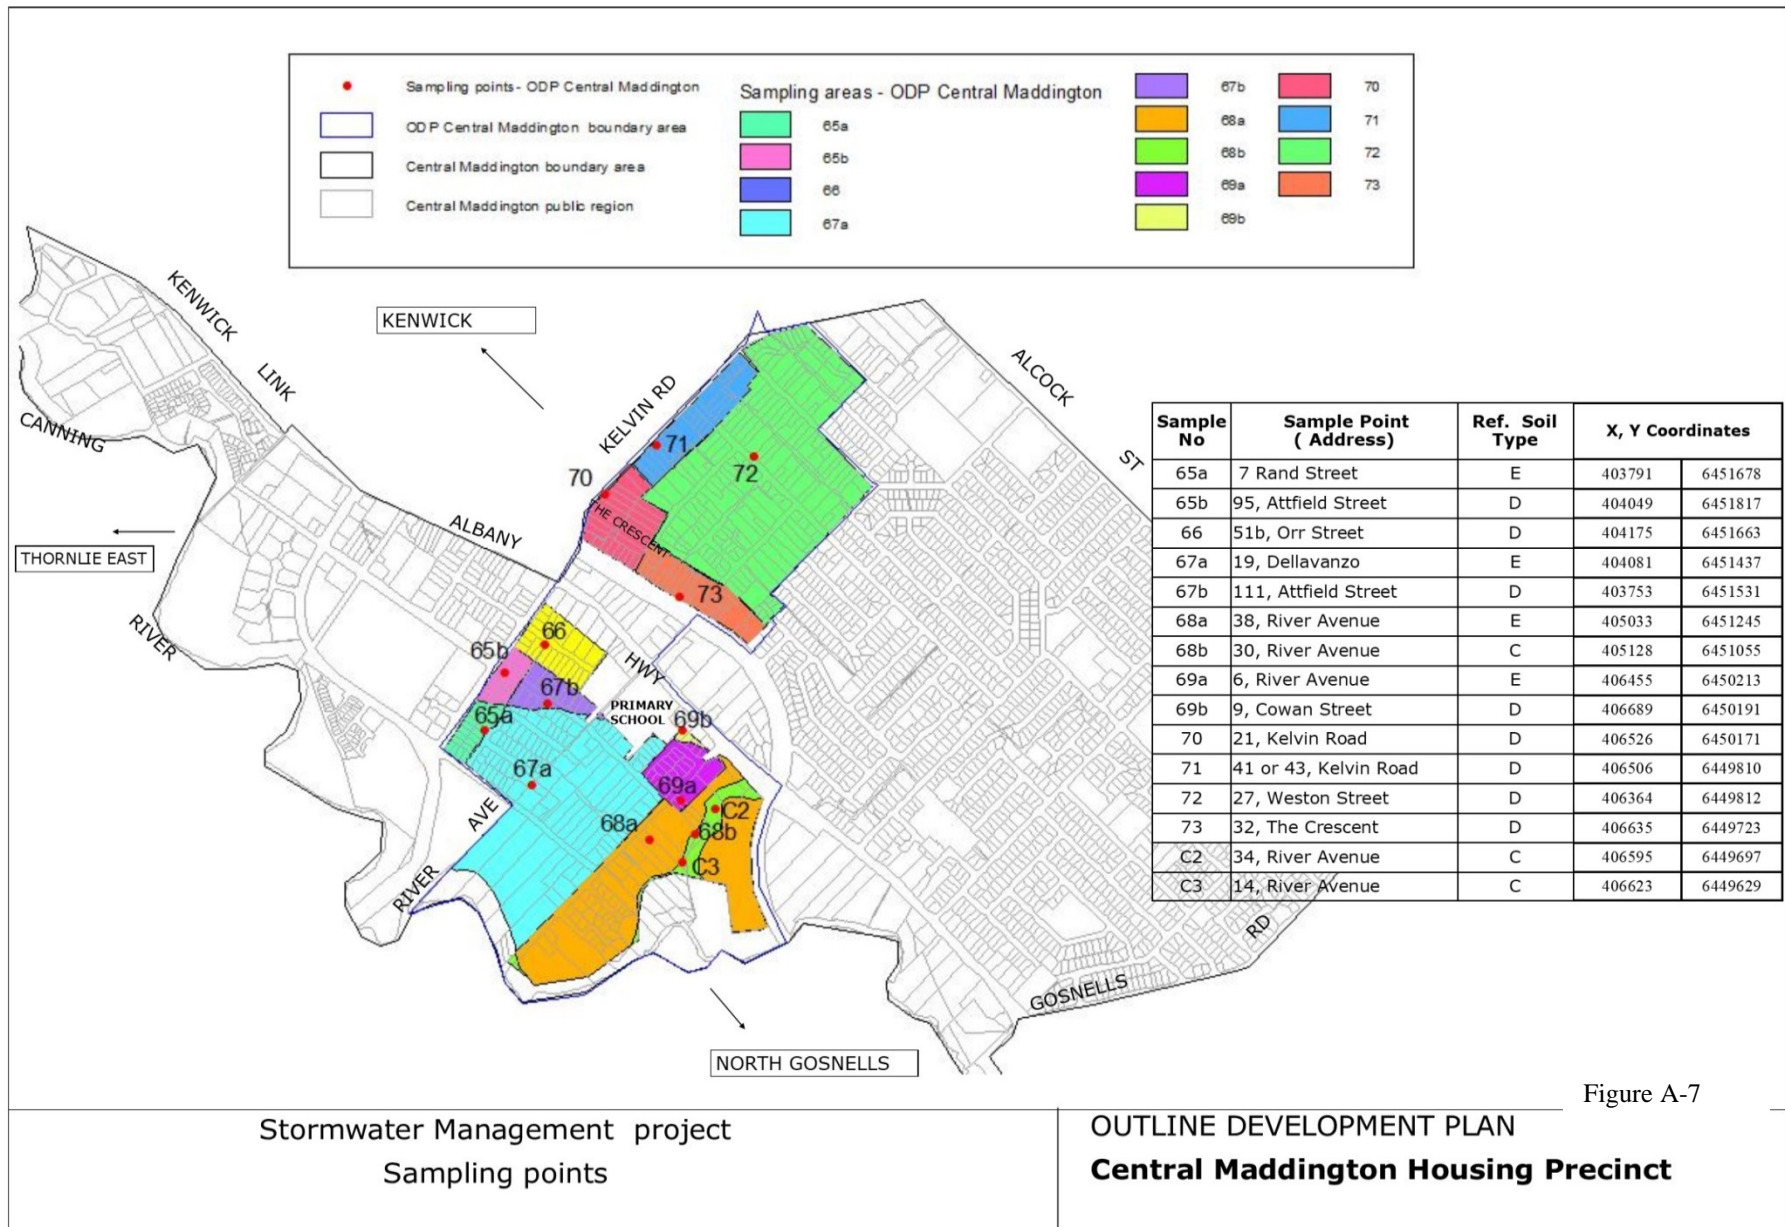 Sampling points - ODP Central Maddington
ODP Central Maddington boundary area
Central Maddington boundary area
Central Maddington public region
Sampling areas - ODP Central Maddington
65a
65b
66
67a
67b
68a
68b
69a
69b
70
71
72
73
KENWICK
LINK
CANNING
RIVER
KENWICK
THORNLIE EAST
ALBANY
HWY
KELVIN RD
ALCOCK
ST
70
71
72
THE CRESCENT
73
66
65b
67b
PRIMARY
SCHOOL
69b
65a
67a
69a
68a
C2
68b
C3
RIVER
AVE
GOSNELLS
RD
NORTH GOSNELLS
Sample No Sample Point ( Address) Ref. Soil Type X, Y Coordinates
65a 7 Rand Street E 403791 6451678
65b 95, Attfield Street D 404049 6451817
66 51b, Orr Street D 404175 6451663
67a 19, Dellavanzo E 404081 6451437
67b 111, Attfield Street D 403753 6451531
68a 38, River Avenue E 405033 6451245
68b 30, River Avenue C 405128 6451055
69a 6, River Avenue E 406455 6450213
69b 9, Cowan Street D 406689 6450191
70 21, Kelvin Road D 406526 6450171
71 41 or 43, Kelvin Road D 406506 6449810
72 27, Weston Street D 406364 6449812
73 32, The Crescent D 406635 6449723
C2 34, River Avenue C 406595 6449697
C3 14, River Avenue C 406623 6449629
Figure A-7
Stormwater Management project
Sampling points
OUTLINE DEVELOPMENT PLAN
Central Maddington Housing Precinct